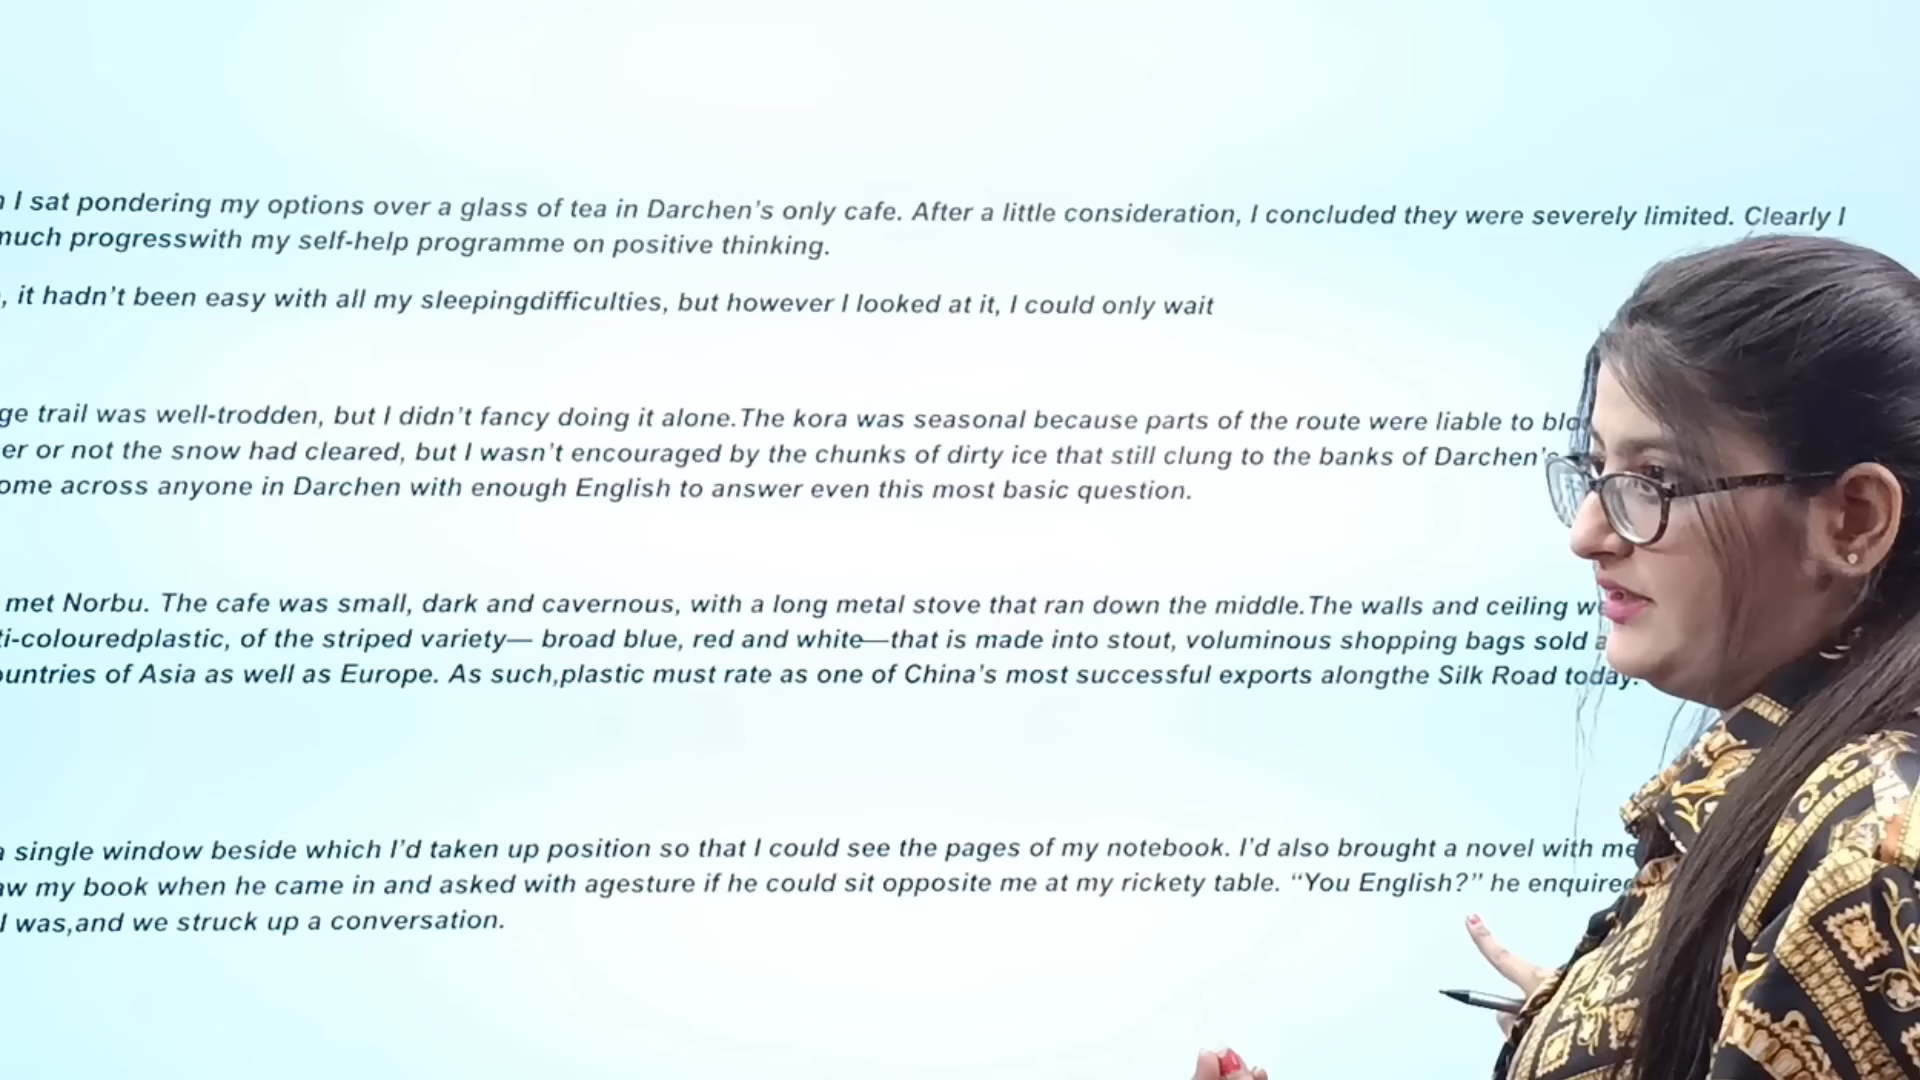 I sat pondering my options over a glass of tea in Darchen's only cafe. After a little consideration, I concluded they were severely limited. Clearly I
much progresswith my self-help programme on positive thinking.
, it hadn't been easy with all my sleepingdifficulties, but however I looked at it, I could only wait
trail was well-trodden, but I didn't fancy doing it alone.The kora was seasonal because parts of the route were liable to
or not the snow had cleared, but I wasn't encouraged by the chunks of dirty ice that still clung to the banks of Darchen's
across anyone in Darchen with enough English to answer even this most basic question.
met Norbu. The cafe was small, dark and cavernous, with a long metal stove that ran down the middle.The walls and ceiling
ti-colouredplastic, of the striped variety— broad blue, red and white—that is made into stout, voluminous shopping bags sold
ountries of Asia as well as Europe. As such,plastic must rate as one of China's most successful exports alongthe Silk Road today.
a single window beside which I'd taken up position so that I could see the pages of my notebook. I'd also brought a novel with me
my book when he came in and asked with agesture if he could sit opposite me at my rickety table. “You English?” he enquired
I was,and we struck up a conversation.